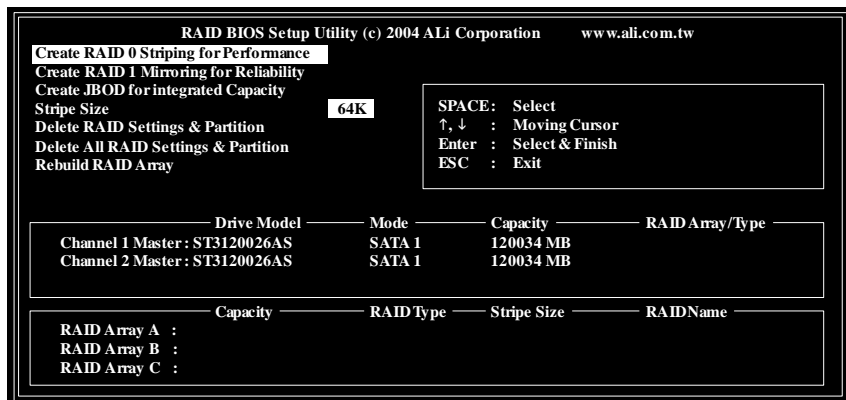 RAID BIOS Setup Utility (c) 2004 ALi Corporation www.ali.com.tw
Create RAID 0 Striping for Performance
Create RAID 1 Mirroring for Reliability
Create JBOD for integrated Capacity
Stripe Size 64K
Delete RAID Settings & Partition
Delete All RAID Settings & Partition
Rebuild RAID Array
SPACE : Select
↑, ↓ : Moving Cursor
Enter : Select & Finish
ESC : Exit
Drive Model Mode Capacity RAID Array/Type
Channel 1 Master : ST3120026AS SATA 1 120034 MB
Channel 2 Master : ST3120026AS SATA 1 120034 MB
Capacity RAID Type Stripe Size RAIDName
RAID Array A :
RAID Array B :
RAID Array C :